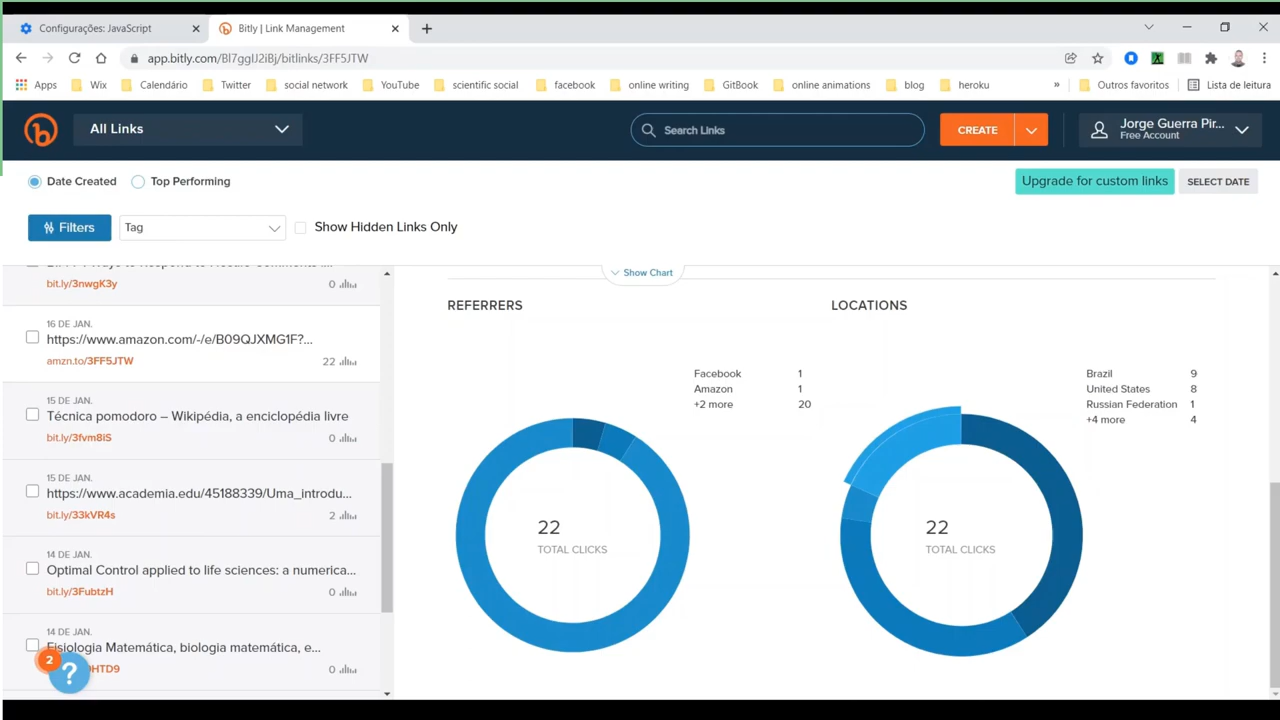 Configurações: JavaScript
Bitly | Link Management
app.bitly.com/Bl7ggIJ2iBj/bitlinks/3FF5JTW
Apps
Wix
Calendário
Twitter
social network
YouTube
scientific social
facebook
online writing
GitBook
online animations
blog
heroku
»
Outros favoritos
Lista de leitura
b
All Links
Search Links
CREATE
Jorge Guerra Pir...
Free Account
Date Created
Top Performing
Upgrade for custom links
SELECT DATE
Filters
Tag
Show Hidden Links Only
bit.ly/3nwgK3y
0
16 DE JAN.
https://www.amazon.com/-/e/B09QJXMG1F?...
amzn.to/3FF5JTW
22
15 DE JAN.
Técnica pomodoro – Wikipédia, a enciclopédia livre
bit.ly/3fvm8iS
0
15 DE JAN.
https://www.academia.edu/45188339/Uma_introdu...
bit.ly/33kVR4s
2
14 DE JAN.
Optimal Control applied to life sciences: a numerica...
bit.ly/3FubtzH
0
14 DE JAN.
Fisiologia Matemática, biologia matemática, e...
HTD9
0
2
?
Show Chart
REFERRERS
Facebook 1
Amazon 1
+2 more 20
22
TOTAL CLICKS
LOCATIONS
Brazil 9
United States 8
Russian Federation 1
+4 more 4
22
TOTAL CLICKS